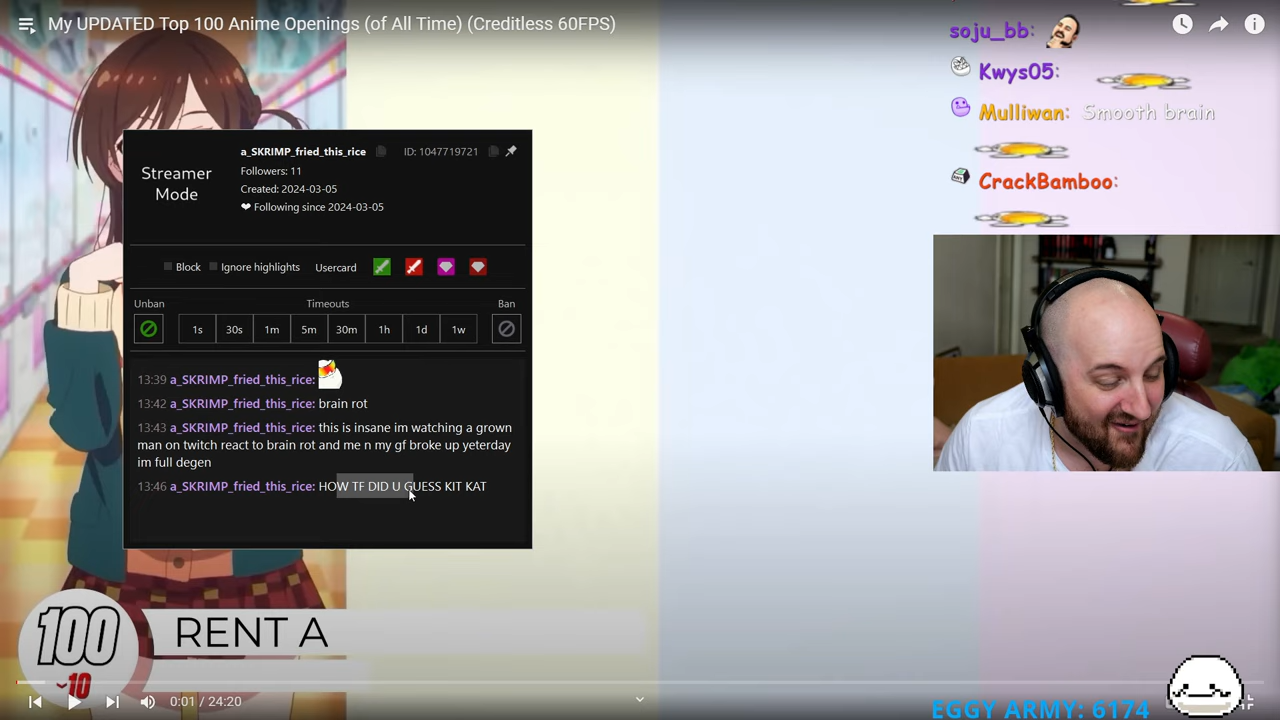 My UPDATED Top 100 Anime Openings (of All Time) (Creditless 60FPS)
soju_bb:
Kwys05:
Mulliwan: Smooth brain
CrackBamboo:
Streamer
Mode
a_SKRIMP_fried_this_rice
ID: 1047719721
Followers: 11
Created: 2024-03-05
❤ Following since 2024-03-05
Block
Ignore highlights
Usercard
Unban
Timeouts
Ban
1s
30s
1m
5m
30m
1h
1d
1w
13:39 a_SKRIMP_fried_this_rice:
13:42 a_SKRIMP_fried_this_rice: brain rot
13:43 a_SKRIMP_fried_this_rice: this is insane im watching a grown
man on twitch react to brain rot and me n my gf broke up yeterday
im full degen
13:46 a_SKRIMP_fried_this_rice: HOW TF DID U GUESS KIT KAT
100
10
RENT A
0:01 / 24:20
EGGY ARMY: 6174